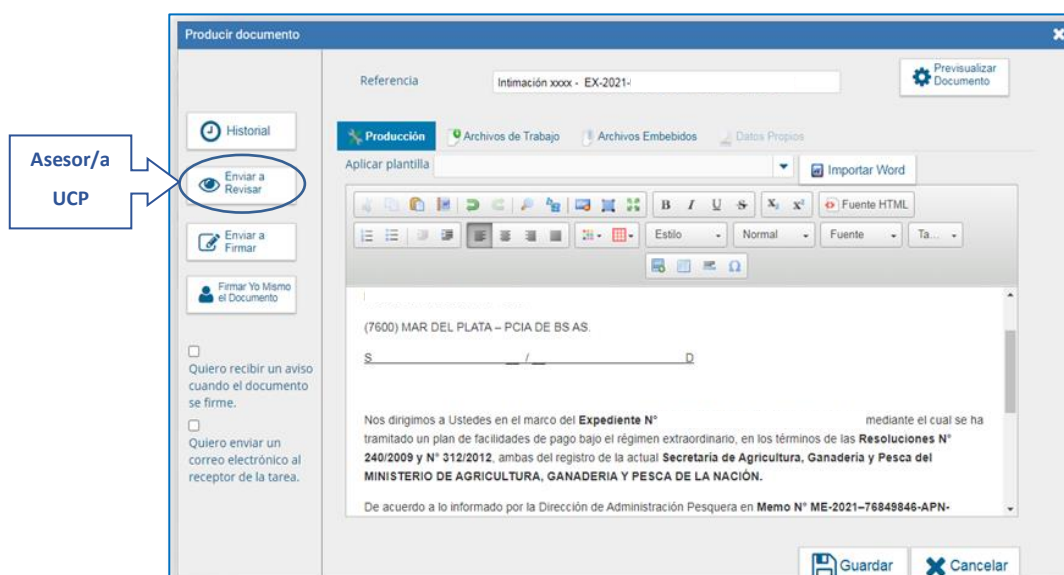 Producir documento
Referencia
Intimación xxxx - EX-2021-
Previsualizar
Documento
Historial
Asesor/a
UCP
Enviar a
Revisar
Enviar a
Firmar
Firmar Yo Mismo
el Documento
Quiero recibir un aviso
cuando el documento
se firme.
Quiero enviar un
correo electrónico al
receptor de la tarea.
Producción
Archivos de Trabajo
Archivos Embebidos
Datos Propios
Aplicar plantilla
Importar Word
B I U S X₂ X² Fuente HTML
Estilo Normal Fuente Ta...
Ω
(7600) MAR DEL PLATA – PCIA DE BS AS.
S / D
Nos dirigimos a Ustedes en el marco del Expediente N° mediante el cual se ha
tramitado un plan de facilidades de pago bajo el régimen extraordinario, en los términos de las Resoluciones N°
240/2009 y N° 312/2012, ambas del registro de la actual Secretaría de Agricultura, Ganadería y Pesca del
MINISTERIO DE AGRICULTURA, GANADERIA Y PESCA DE LA NACIÓN.
De acuerdo a lo informado por la Dirección de Administración Pesquera en Memo N° ME-2021–76849846-APN-
Guardar
Cancelar